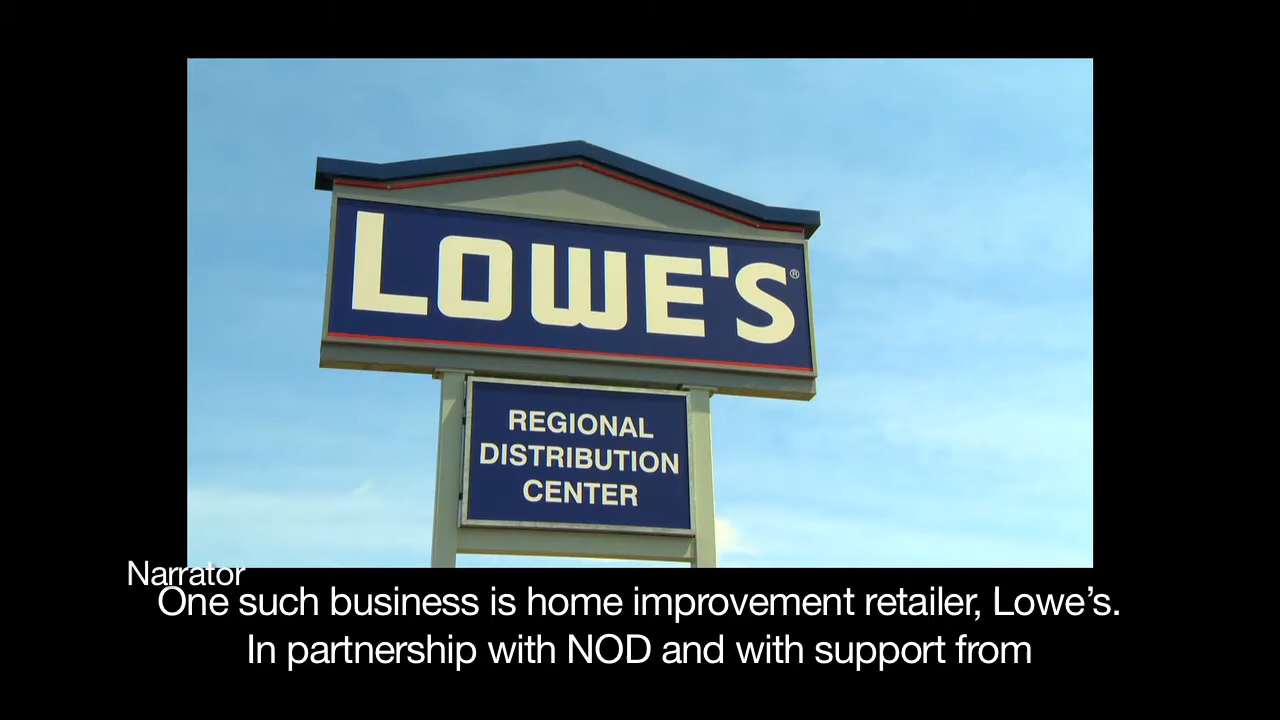 LOWE'S®
REGIONAL
DISTRIBUTION
CENTER
Narrator
One such business is home improvement retailer, Lowe’s.
In partnership with NOD and with support from